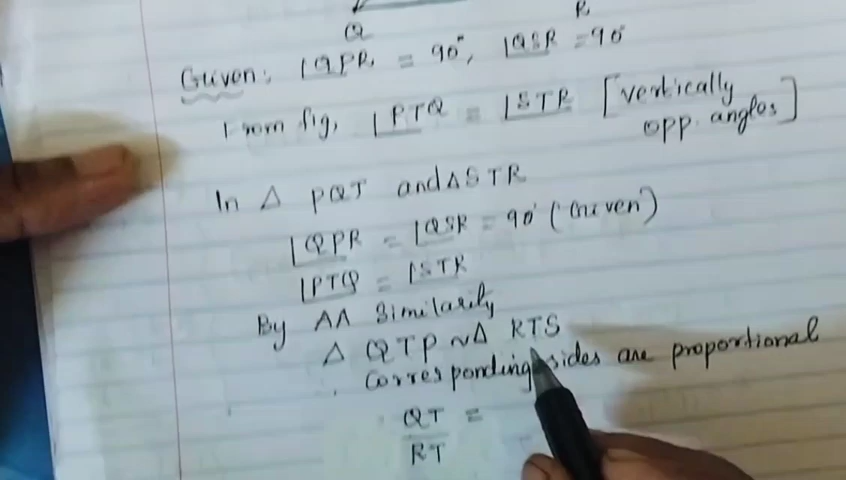 Q R
Given: ∠QPR = 90°, ∠QSR = 90°
From fig, ∠PTQ = ∠STR [vertically opp. angles]
In Δ PQT and Δ STR
∠QPR = ∠QSR = 90° (Given)
∠PTQ = ∠STR
By AA Similarity
Δ QTP ~ Δ RTS
Corresponding sides are proportional
QT =
RT